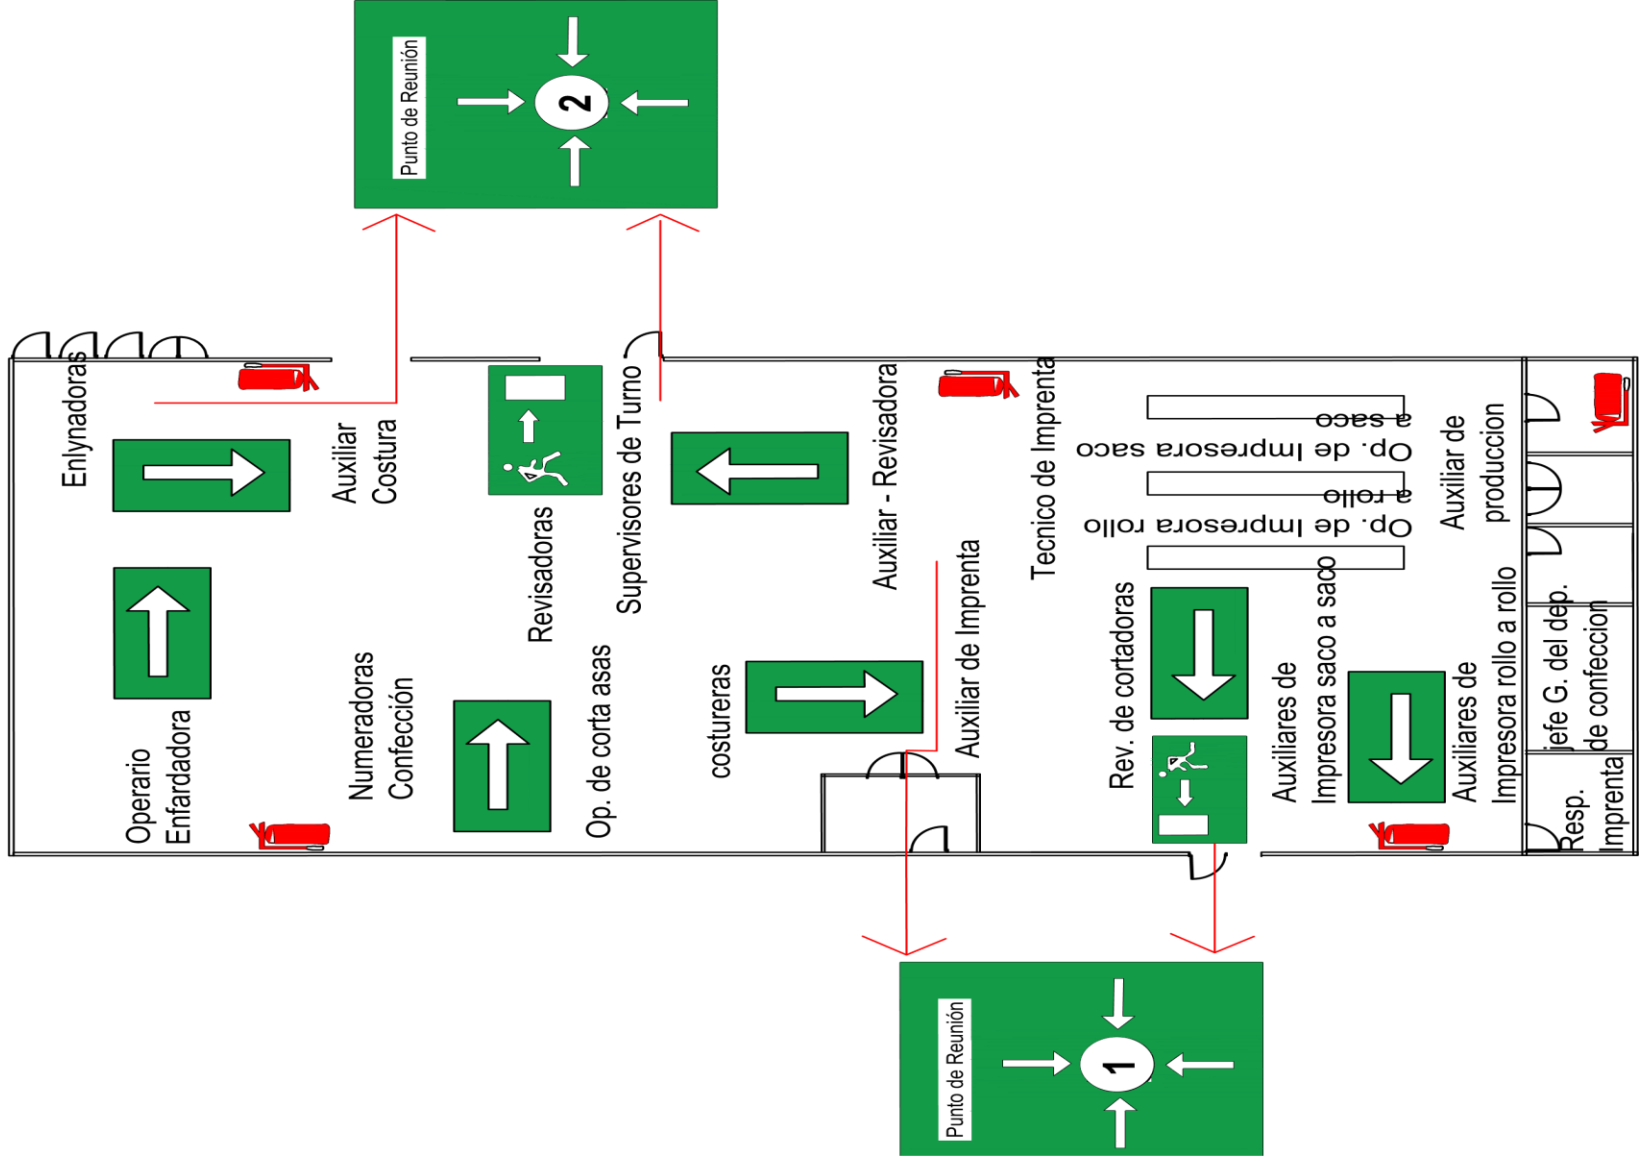 Punto de Reunión
2
Enlynadoras
Auxiliar
Costura
Supervisores de Turno
Revisadoras
Auxiliar - Revisadora
Tecnico de Imprenta
a saco
Op. de Impresora saco
a rollo
Op. de Impresora rollo
Auxiliar de
produccion
Operario
Enfardadora
Numeradoras
Confección
Op. de corta asas
costureras
Auxiliar de Imprenta
Rev. de cortadoras
Auxiliares de
Impresora saco a saco
Auxiliares de
Impresora rollo a rollo
jefe G. del dep.
de confeccion
Resp.
Imprenta
Punto de Reunión
1